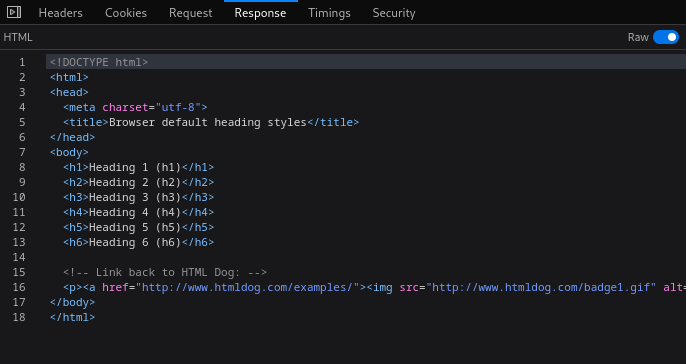 Headers Cookies Request Response Timings Security
HTML Raw
1 <!DOCTYPE html>
2 <html>
3 <head>
4 <meta charset="utf-8">
5 <title>Browser default heading styles</title>
6 </head>
7 <body>
8 <h1>Heading 1 (h1)</h1>
9 <h2>Heading 2 (h2)</h2>
10 <h3>Heading 3 (h3)</h3>
11 <h4>Heading 4 (h4)</h4>
12 <h5>Heading 5 (h5)</h5>
13 <h6>Heading 6 (h6)</h6>
14
15 <!-- Link back to HTML Dog: -->
16 <p><a href="http://www.htmldog.com/examples/"><img src="http://www.htmldog.com/badge1.gif" alt=
17 </body>
18 </html>